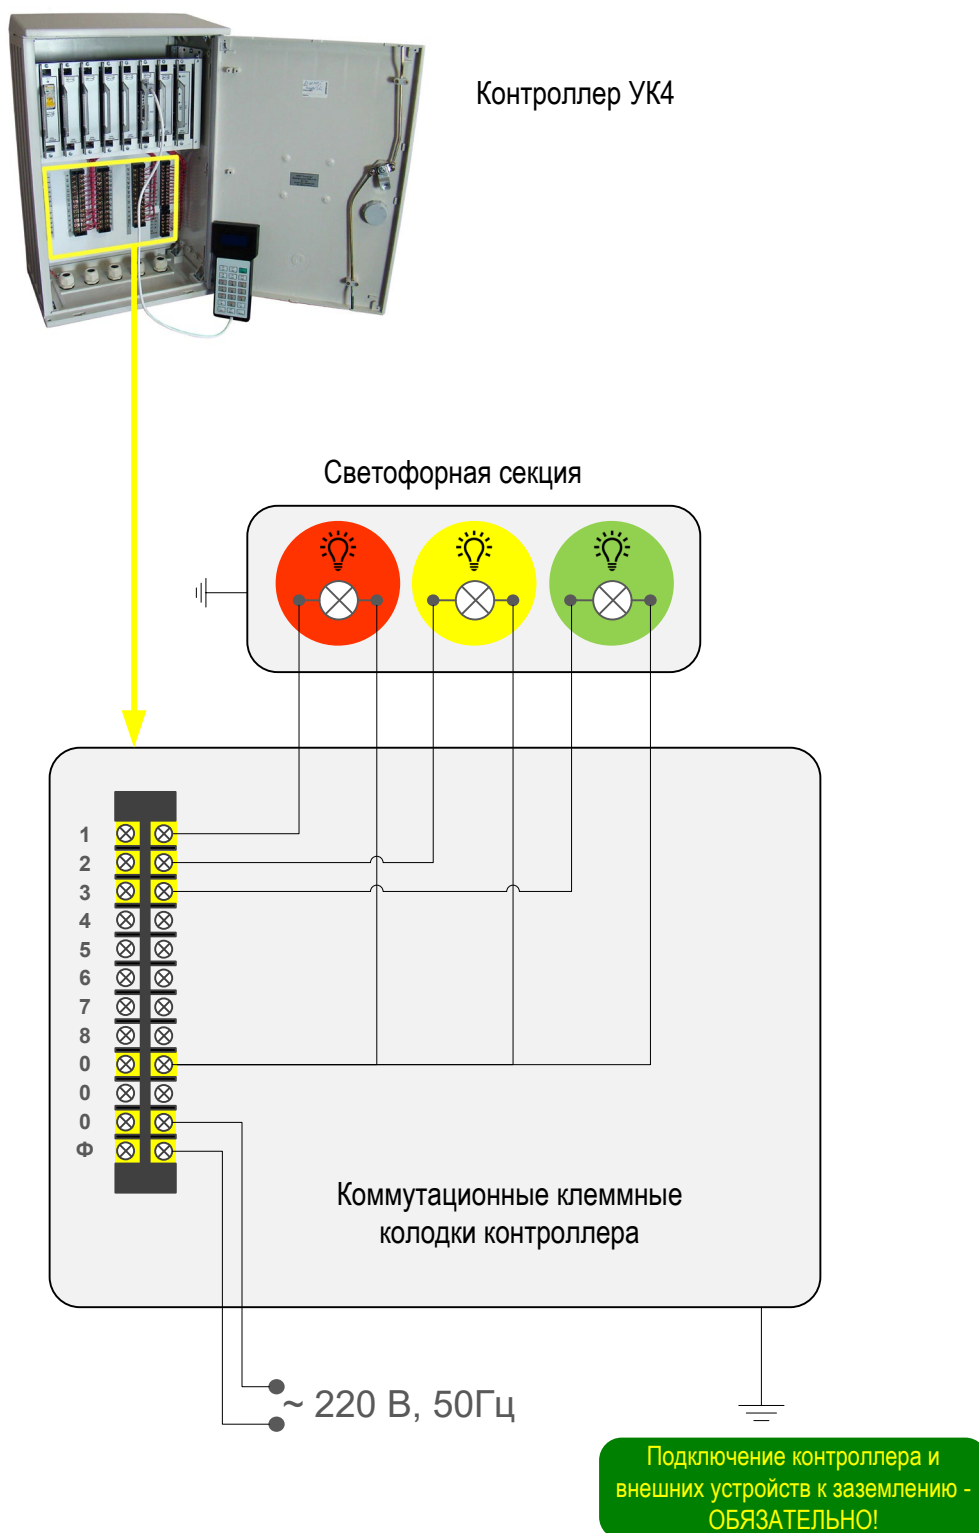 Контроллер УК4
Светофорная секция
1
2
3
4
5
6
7
8
0
0
0
Ф
Коммутационные клеммные
колодки контроллера
~ 220 В, 50Гц
Подключение контроллера и
внешних устройств к заземлению -
ОБЯЗАТЕЛЬНО!